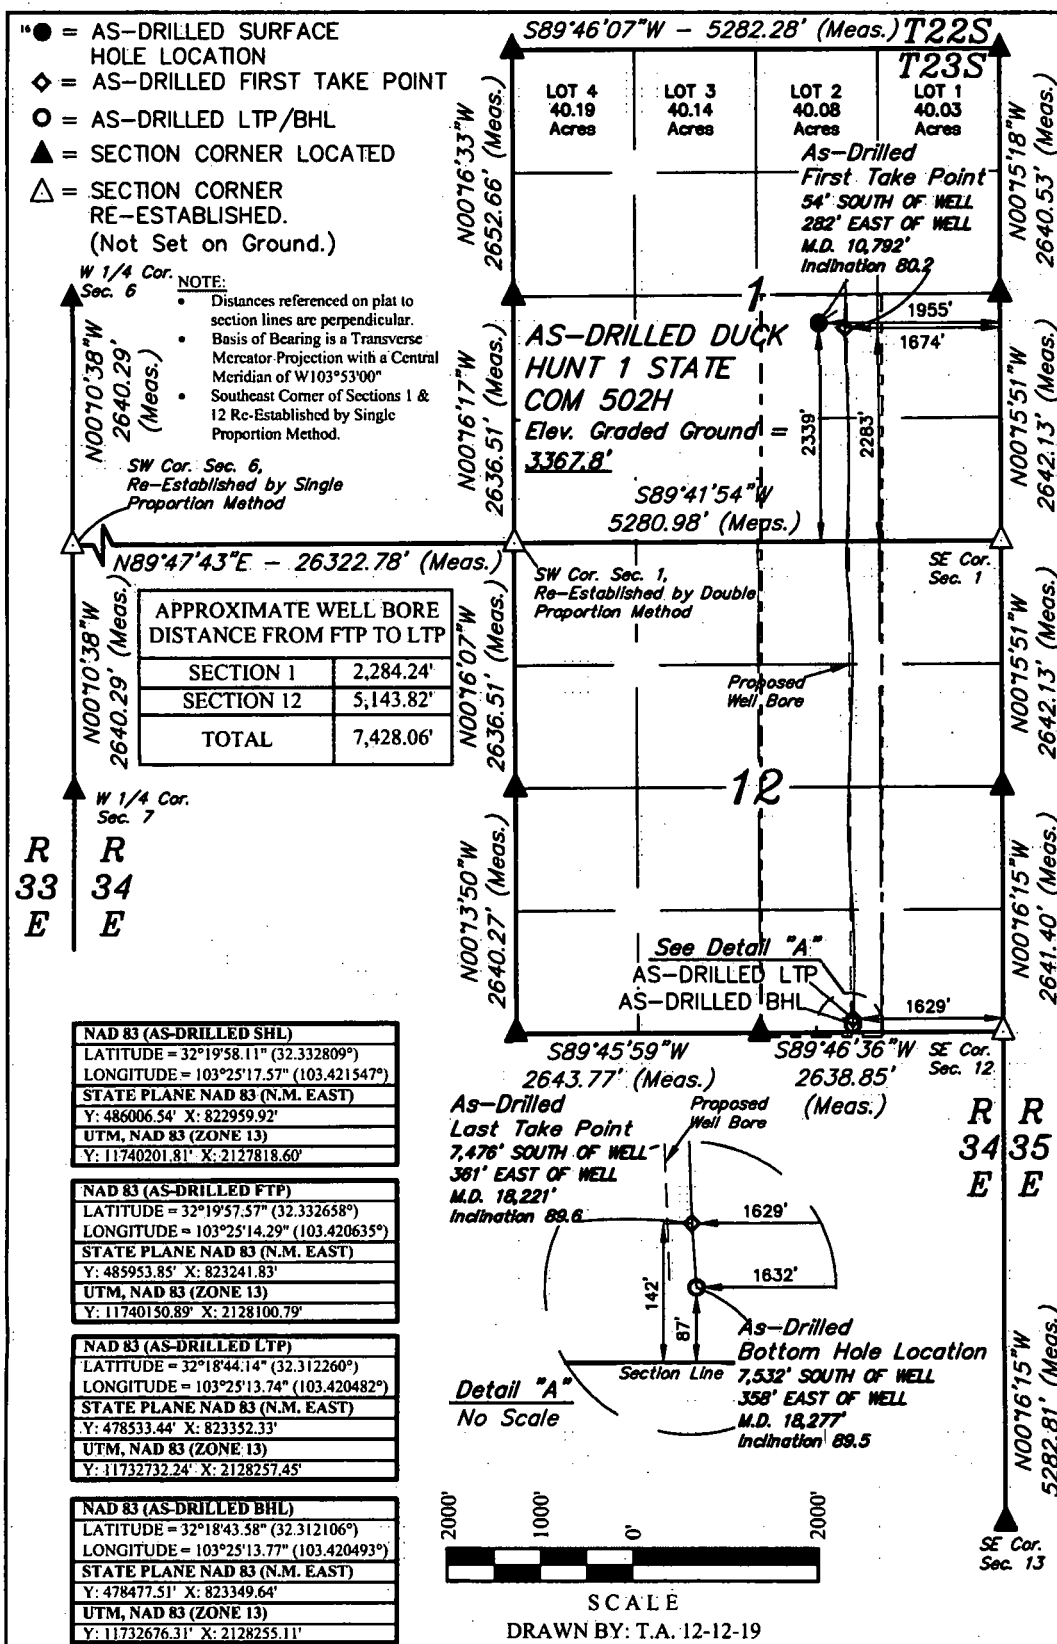 16 = AS-DRILLED SURFACE
HOLE LOCATION
= AS-DRILLED FIRST TAKE POINT
= AS-DRILLED LTP/BHL
= SECTION CORNER LOCATED
= SECTION CORNER
RE-ESTABLISHED.
(Not Set on Ground.)
S89°46'07"W - 5282.28' (Meas.)
T22S
T23S
LOT 4
40.19
Acres
LOT 3
40.14
Acres
LOT 2
40.08
Acres
LOT 1
40.03
Acres
N00°16'33"W
2652.66' (Meas.)
N00°15'18"W
2640.53' (Meas.)
As-Drilled
First Take Point
54' SOUTH OF WELL
282' EAST OF WELL
M.D. 10,792'
Inclination 80.2
W 1/4 Cor.
Sec. 6
NOTE:
• Distances referenced on plat to
section lines are perpendicular.
• Basis of Bearing is a Transverse
Mercator Projection with a Central
Meridian of W103°53'00"
• Southeast Corner of Sections 1 &
12 Re-Established by Single
Proportion Method.
N00°10'38"W
2640.29'
(Meas.)
N00°16'17"W
2636.51' (Meas.)
1
1955'
1674'
AS-DRILLED DUCK
HUNT 1 STATE
COM 502H
Elev. Graded Ground =
3367.8'
2339'
2283'
N00°15'51"W
2642.13' (Meas.)
SW Cor. Sec. 6,
Re-Established by Single
Proportion Method
S89°41'54"W
5280.98' (Meas.)
N89°47'43"E - 26322.78' (Meas.)
SW Cor. Sec. 1,
Re-Established by Double
Proportion Method
SE Cor.
Sec. 1
APPROXIMATE WELL BORE
DISTANCE FROM FTP TO LTP
SECTION 1 2,284.24'
SECTION 12 5,143.82'
TOTAL 7,428.06'
N00°10'38"W
2640.29' (Meas.)
N00°16'07"W
2636.51' (Meas.)
Proposed
Well Bore
N00°15'51"W
2642.13' (Meas.)
W 1/4 Cor.
Sec. 7
12
R R
33 34
E E
N00°13'50"W
2640.27' (Meas.)
See Detail "A"
AS-DRILLED LTP
AS-DRILLED BHL
1629'
N00°16'15"W
2641.40' (Meas.)
S89°45'59"W
2643.77' (Meas.)
S89°46'36"W
2638.85'
(Meas.)
SE Cor.
Sec. 12
NAD 83 (AS-DRILLED SHL)
LATITUDE = 32°19'58.11" (32.332809°)
LONGITUDE = 103°25'17.57" (103.421547°)
STATE PLANE NAD 83 (N.M. EAST)
Y: 486006.54' X: 822959.92'
UTM, NAD 83 (ZONE 13)
Y: 11740201.81' X: 2127818.60'
NAD 83 (AS-DRILLED FTP)
LATITUDE = 32°19'57.57" (32.332658°)
LONGITUDE = 103°25'14.29" (103.420635°)
STATE PLANE NAD 83 (N.M. EAST)
Y: 485953.85' X: 823241.83'
UTM, NAD 83 (ZONE 13)
Y: 11740150.89' X: 2128100.79'
NAD 83 (AS-DRILLED LTP)
LATITUDE = 32°18'44.14" (32.312260°)
LONGITUDE = 103°25'13.74" (103.420482°)
STATE PLANE NAD 83 (N.M. EAST)
Y: 478533.44' X: 823352.33'
UTM, NAD 83 (ZONE 13)
Y: 11732732.24' X: 2128257.45'
NAD 83 (AS-DRILLED BHL)
LATITUDE = 32°18'43.58" (32.312106°)
LONGITUDE = 103°25'13.77" (103.420493°)
STATE PLANE NAD 83 (N.M. EAST)
Y: 478477.51' X: 823349.64'
UTM, NAD 83 (ZONE 13)
Y: 11732676.31' X: 2128255.11'
As-Drilled
Last Take Point
7,476' SOUTH OF WELL
361' EAST OF WELL
M.D. 18,221'
Inclination 89.6
Proposed
Well Bore
1629'
1632'
142'
87'
Section Line
As-Drilled
Bottom Hole Location
7,532' SOUTH OF WELL
358' EAST OF WELL
M.D. 18,277'
Inclination 89.5
Detail "A"
No Scale
R R
34 35
E E
N00°16'15"W
5282.81' (Meas.)
SE Cor.
Sec. 13
2000'
1000'
0'
2000'
SCALE
DRAWN BY: T.A. 12-12-19